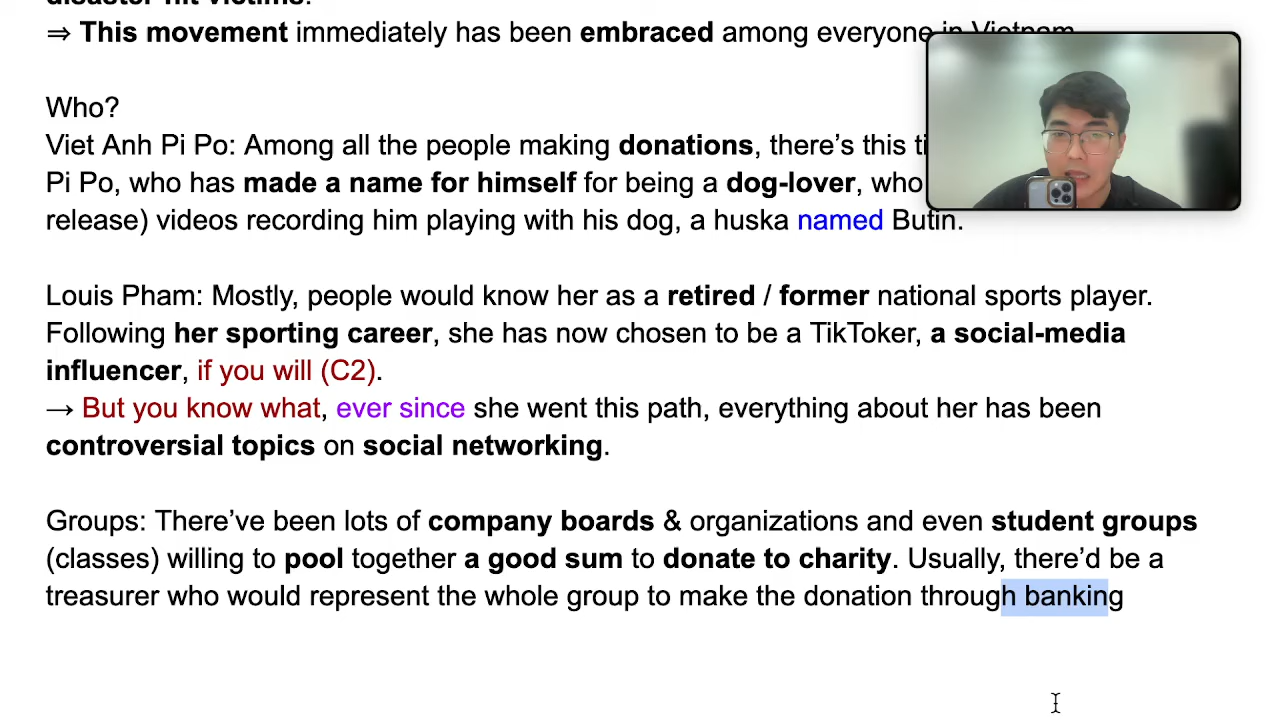 disaster hit victims.
⇒ This movement immediately has been embraced among everyone in Vietnam
Who?
Viet Anh Pi Po: Among all the people making donations, there’s this
Pi Po, who has made a name for himself for being a dog-lover, who
release) videos recording him playing with his dog, a huska named Butin.
Louis Pham: Mostly, people would know her as a retired / former national sports player.
Following her sporting career, she has now chosen to be a TikToker, a social-media
influencer, if you will (C2).
→ But you know what, ever since she went this path, everything about her has been
controversial topics on social networking.
Groups: There’ve been lots of company boards & organizations and even student groups
(classes) willing to pool together a good sum to donate to charity. Usually, there’d be a
treasurer who would represent the whole group to make the donation through banking